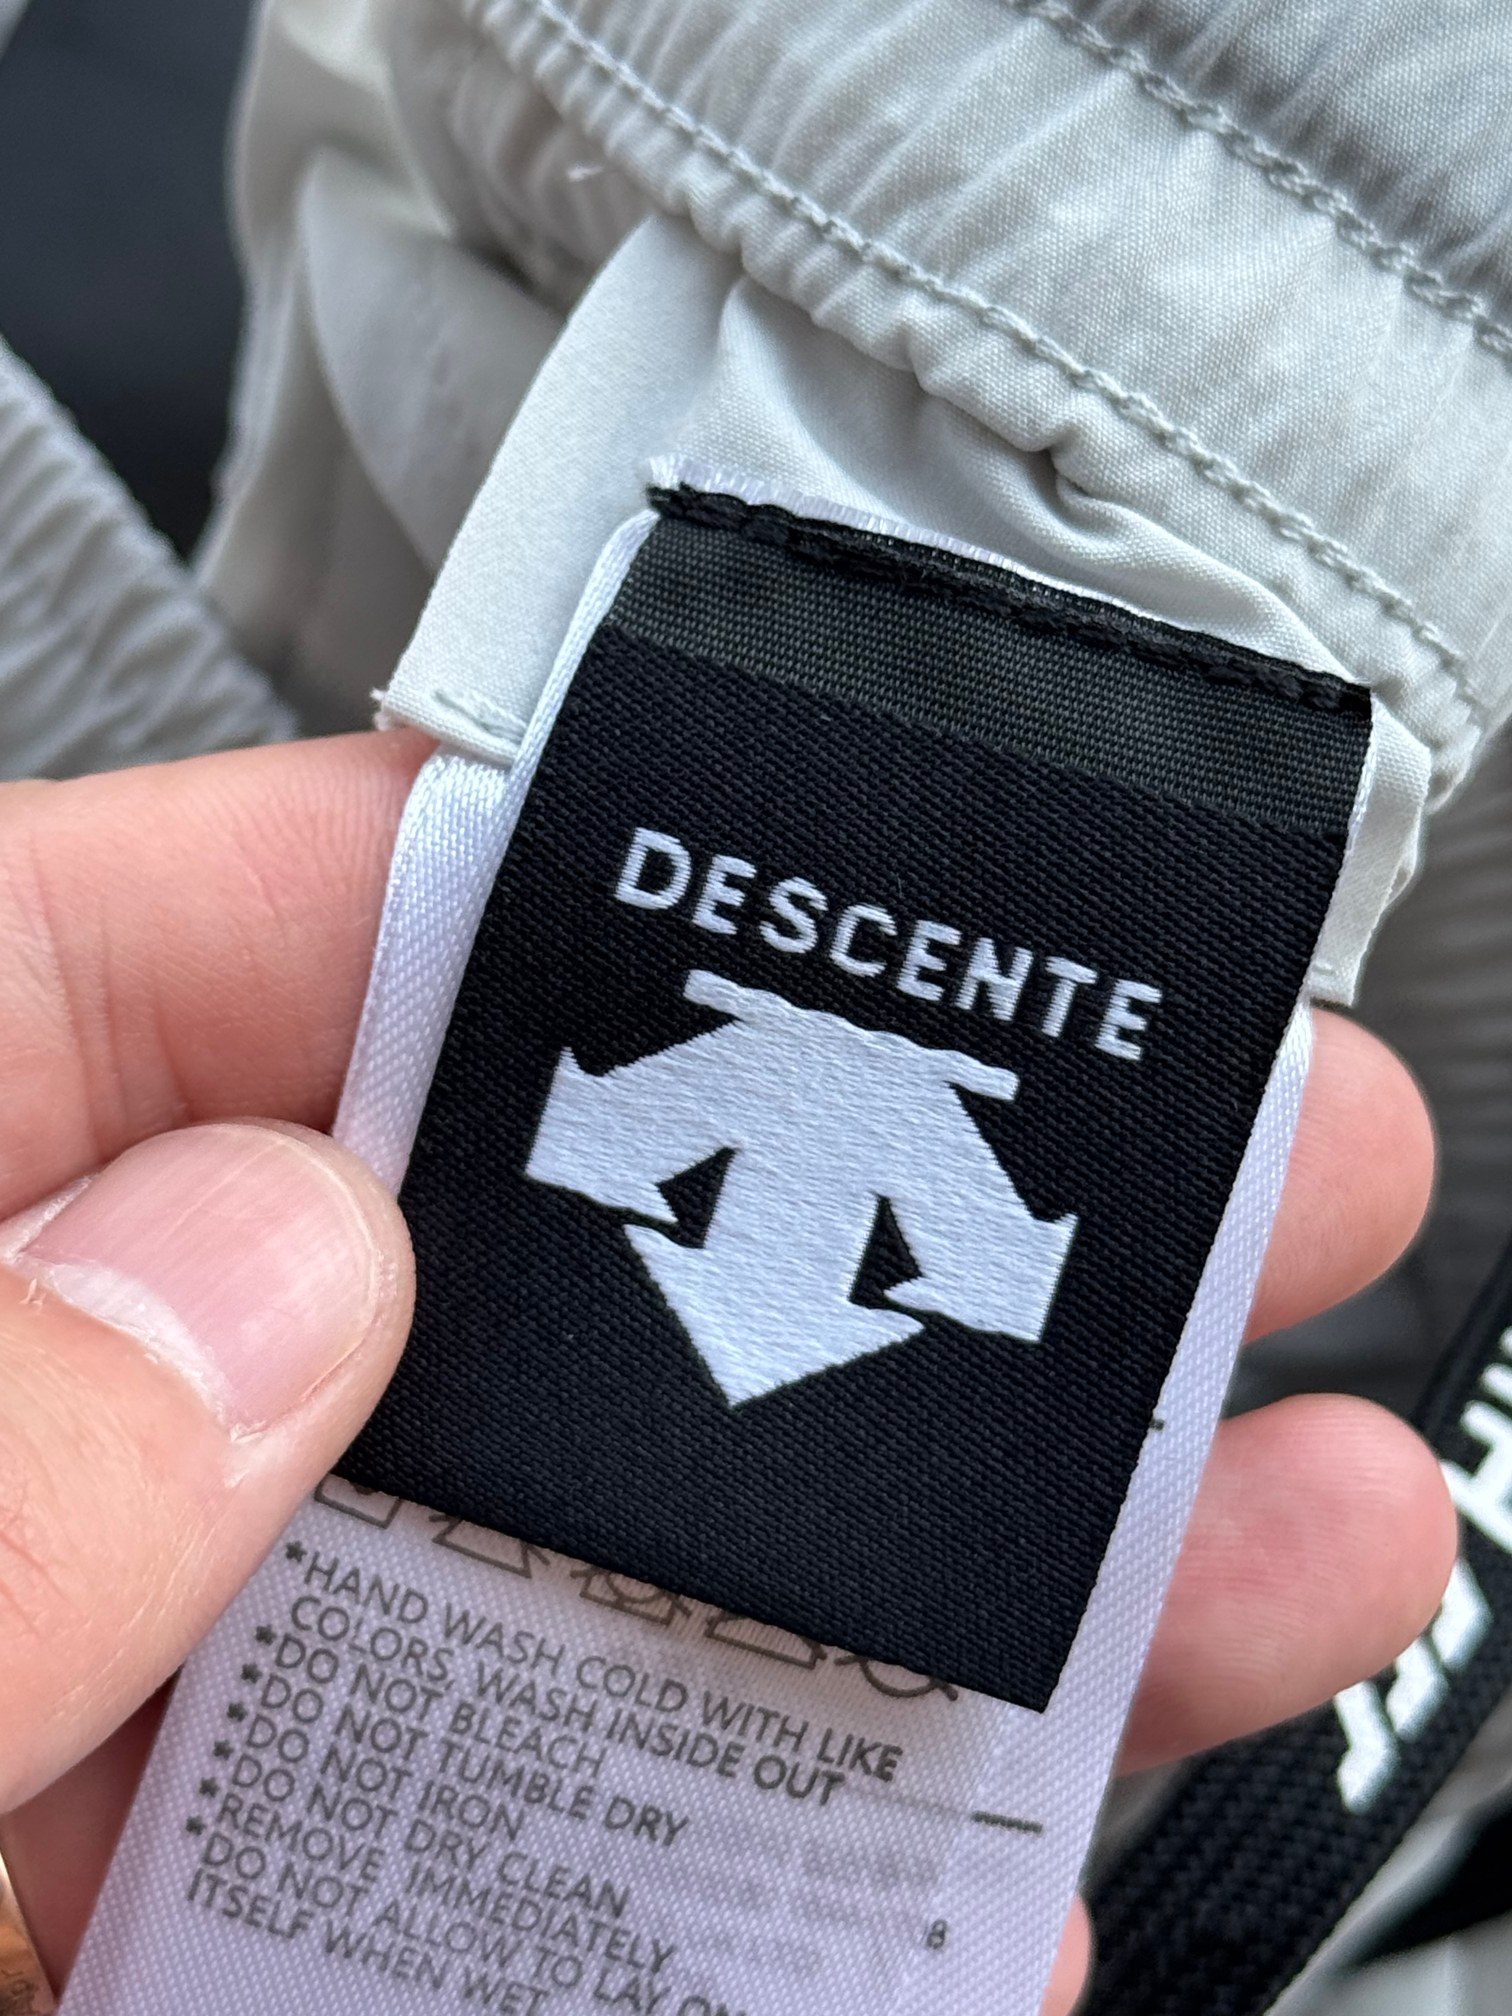 DESCENTE
*HAND WASH COLD WITH LIKE
COLORS, WASH INSIDE OUT
*DO NOT BLEACH
*DO NOT TUMBLE DRY
*DO NOT IRON
*DO NOT DRY CLEAN
*REMOVE IMMEDIATELY
*DO NOT ALLOW TO LAY ON
ITSELF WHEN WET